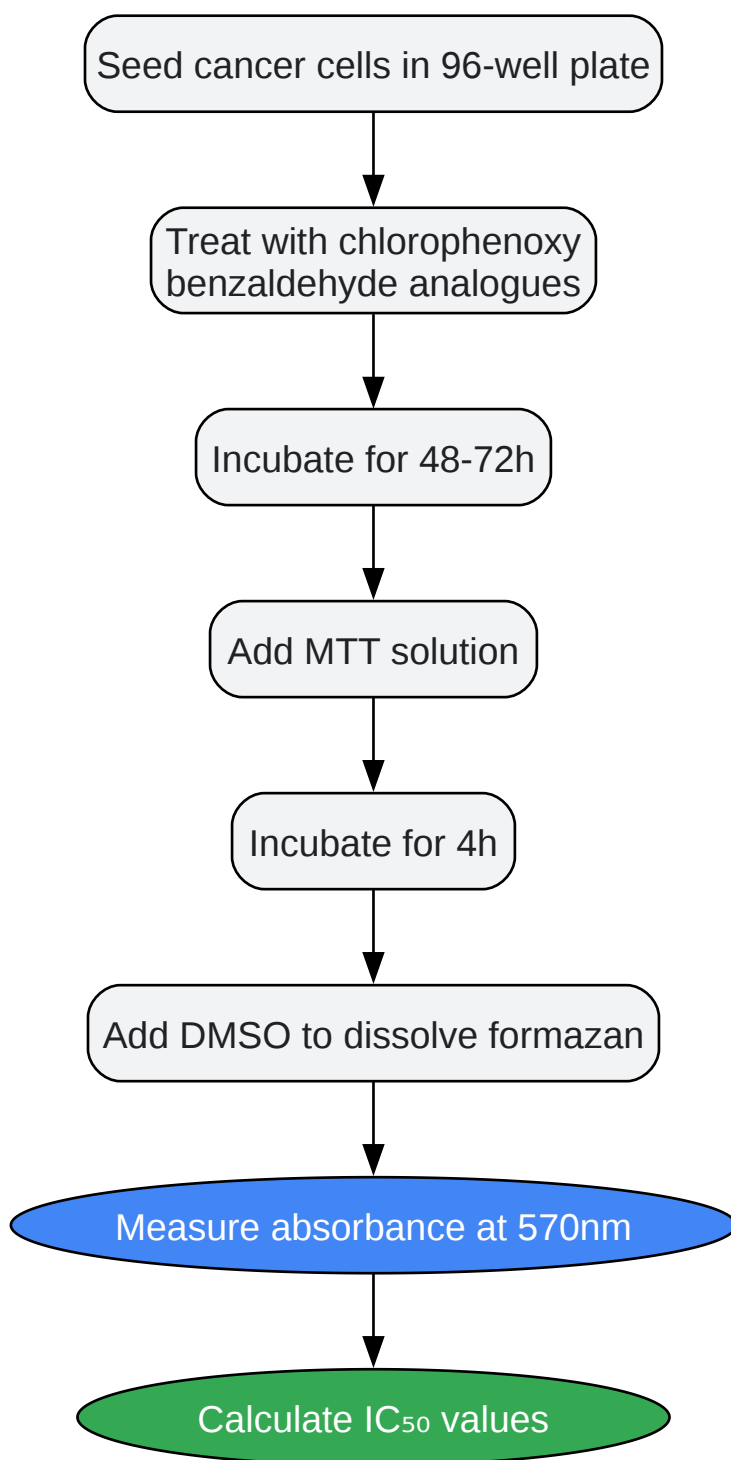 Seed cancer cells in 96-well plate
Treat with chlorophenoxy
benzaldehyde analogues
Incubate for 48-72h
Add MTT solution
Incubate for 4h
Add DMSO to dissolve formazan
Measure absorbance at 570nm
Calculate IC₅₀ values